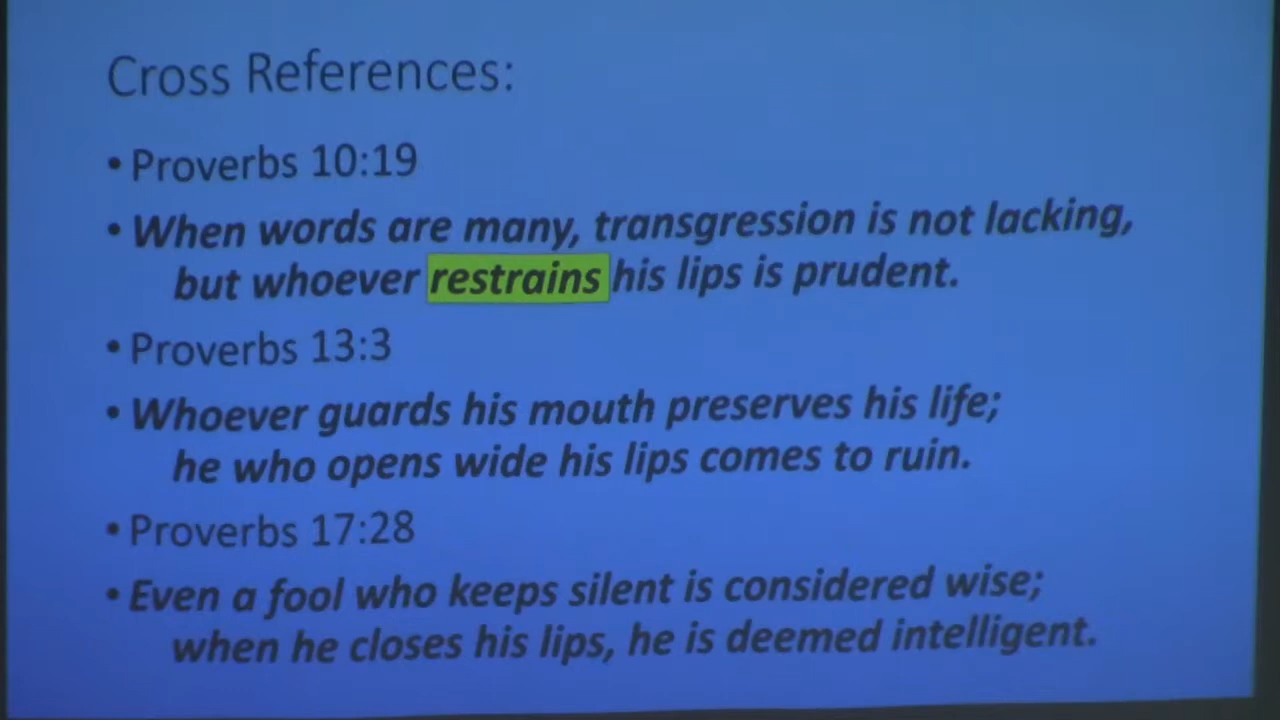 Cross References:
• Proverbs 10:19
• When words are many, transgression is not lacking,
but whoever restrains his lips is prudent.
• Proverbs 13:3
• Whoever guards his mouth preserves his life;
he who opens wide his lips comes to ruin.
• Proverbs 17:28
• Even a fool who keeps silent is considered wise;
when he closes his lips, he is deemed intelligent.